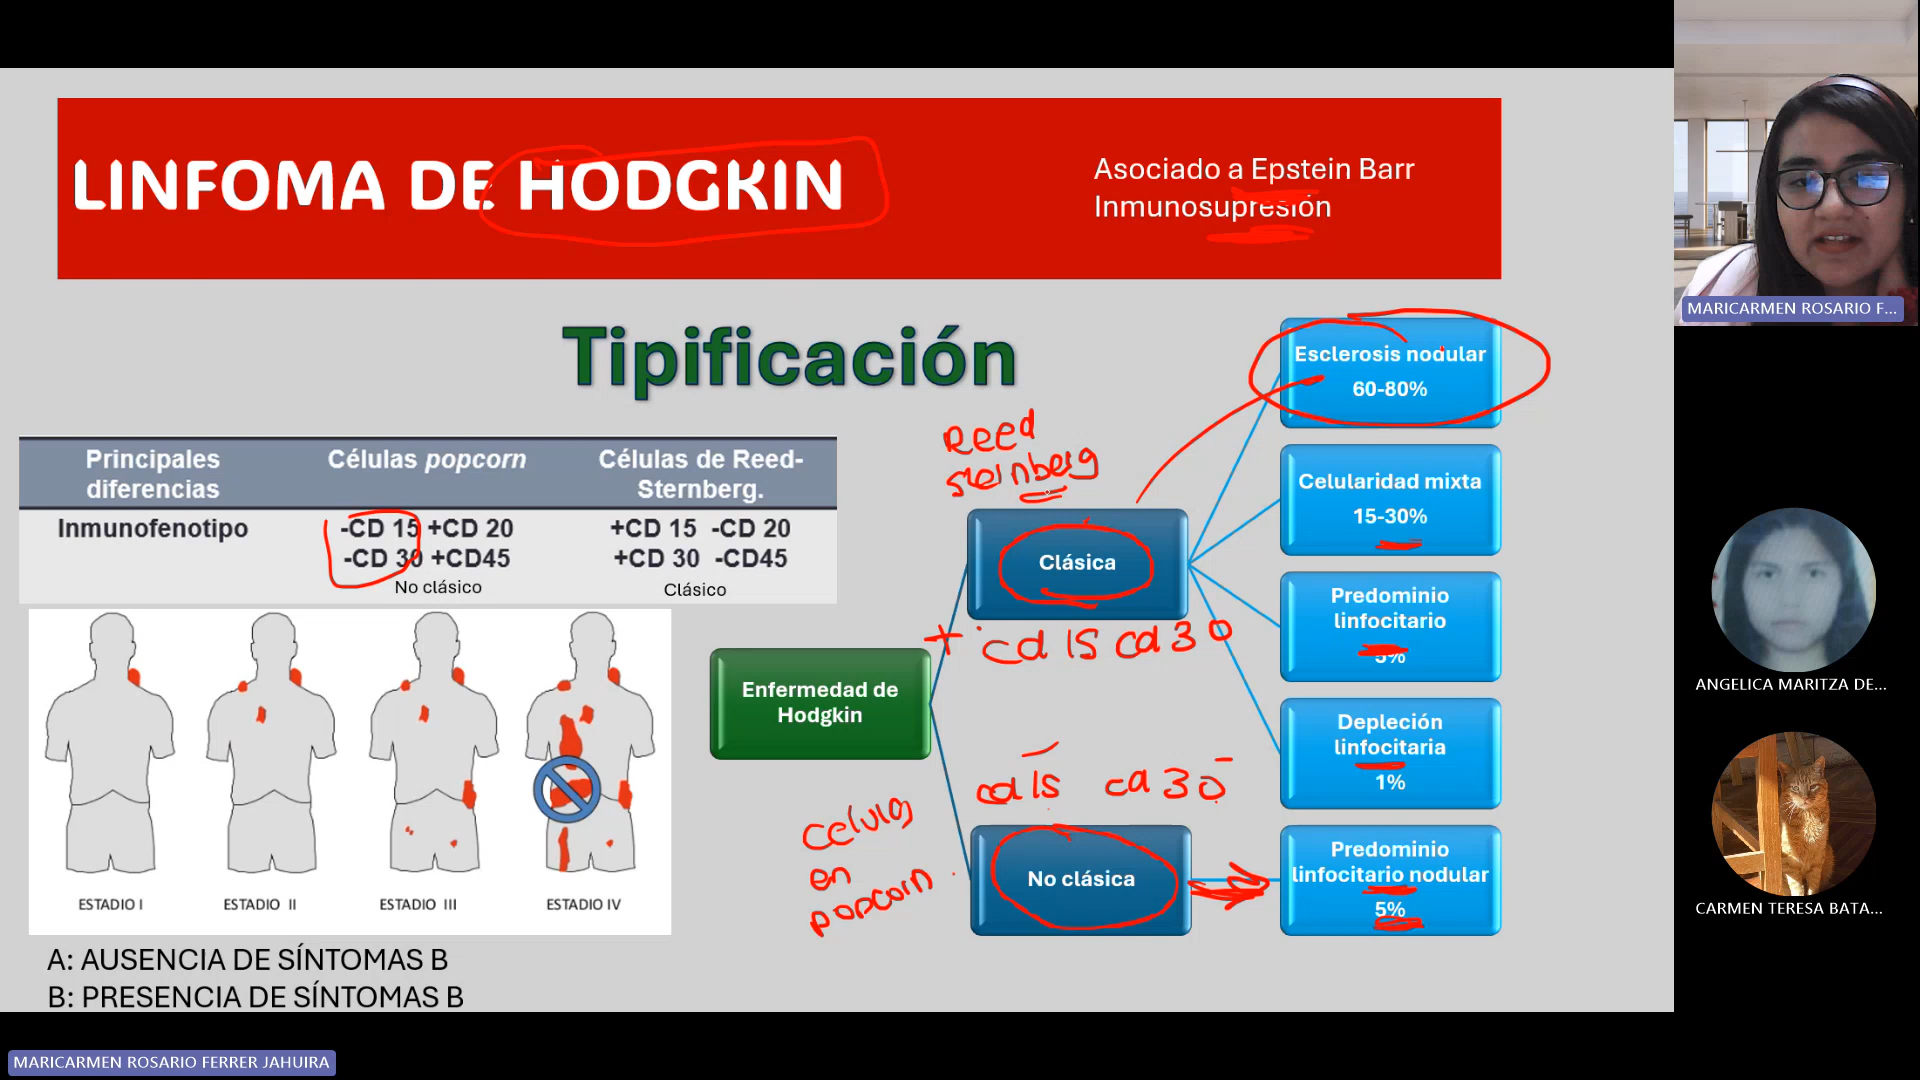 LINFOMA DE HODGKIN
Asociado a Epstein Barr
Inmunosupresión
Tipificación
Principales diferencias
Células popcorn
Células de Reed-Sternberg.
Inmunofenotipo
-CD 15 +CD 20
-CD 30 +CD45
No clásico
+CD 15 -CD 20
+CD 30 -CD45
Clásico
ESTADIO I
ESTADIO II
ESTADIO III
ESTADIO IV
A: AUSENCIA DE SÍNTOMAS B
B: PRESENCIA DE SÍNTOMAS B
Enfermedad de
Hodgkin
Reed
sternberg
Clásica
+ cd 15 cd 30
cd 15 cd 30
Celulas
en
popcorn
No clásica
Esclerosis nodular
60-80%
Celularidad mixta
15-30%
Predominio
linfocitario
5%
Depleción
linfocitaria
1%
Predominio
linfocitario nodular
5%
MARICARMEN ROSARIO F...
ANGELICA MARITZA DE...
CARMEN TERESA BATA...
MARICARMEN ROSARIO FERRER JAHUIRA